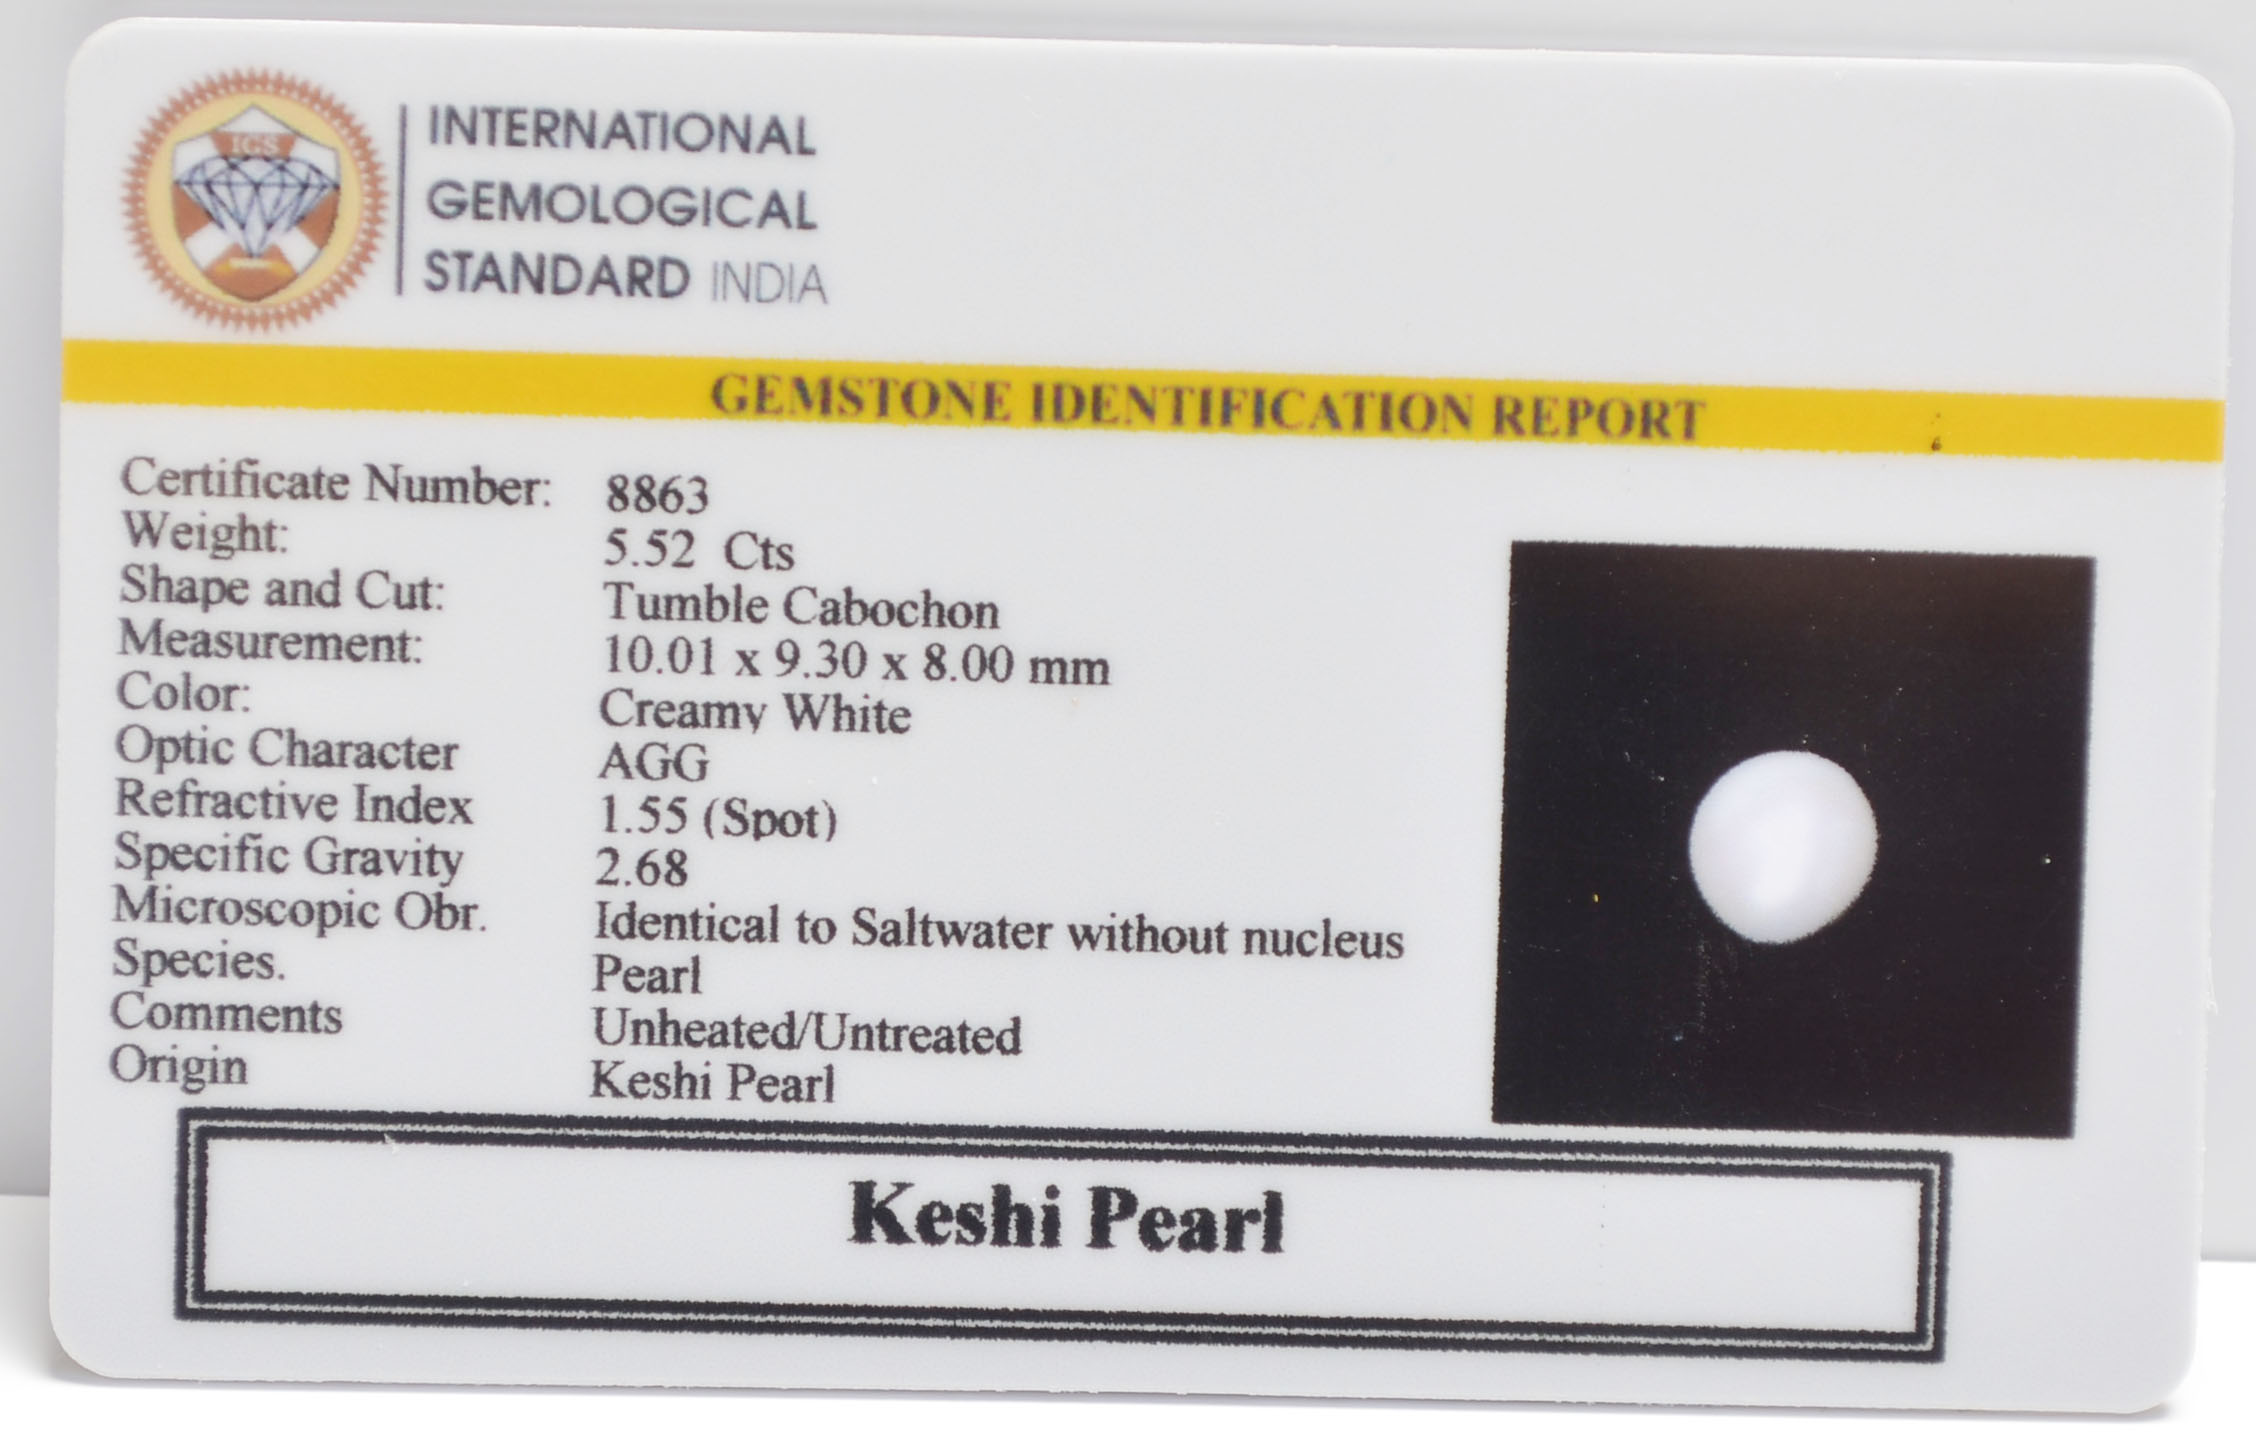 IGS
INTERNATIONAL
GEMOLOGICAL
STANDARD INDIA
GEMSTONE IDENTIFICATION REPORT
Certificate Number: 8863
Weight: 5.52 Cts
Shape and Cut: Tumble Cabochon
Measurement: 10.01 x 9.30 x 8.00 mm
Color: Creamy White
Optic Character AGG
Refractive Index 1.55 (Spot)
Specific Gravity 2.68
Microscopic Obr. Identical to Saltwater without nucleus
Species. Pearl
Comments Unheated/Untreated
Origin Keshi Pearl
Keshi Pearl